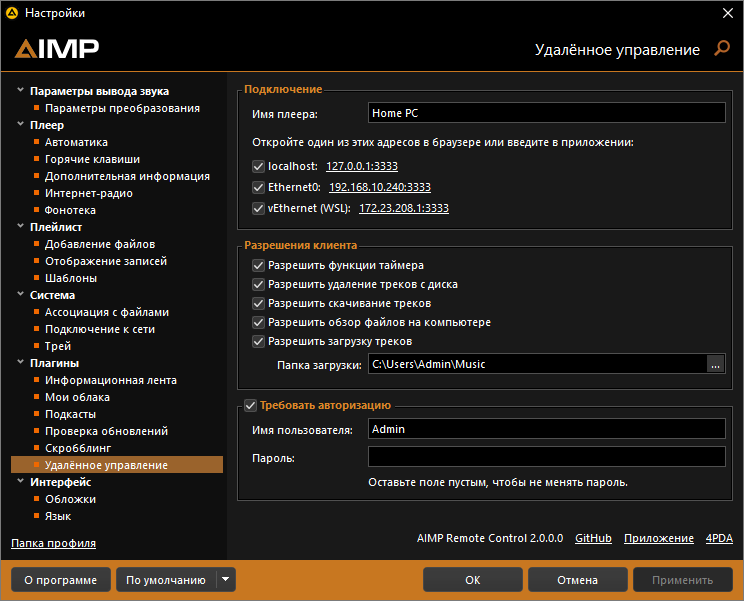 Настройки
AIMP
Удалённое управление
Параметры вывода звука
Параметры преобразования
Плеер
Автоматика
Горячие клавиши
Дополнительная информация
Интернет-радио
Фонотека
Плейлист
Добавление файлов
Отображение записей
Шаблоны
Система
Ассоциация с файлами
Подключение к сети
Трей
Плагины
Информационная лента
Мои облака
Подкасты
Проверка обновлений
Скробблинг
Удалённое управление
Интерфейс
Обложки
Язык
Папка профиля
Подключение
Имя плеера: Home PC
Откройте один из этих адресов в браузере или введите в приложении:
localhost: 127.0.0.1:3333
Ethernet0: 192.168.10.240:3333
vEthernet (WSL): 172.23.208.1:3333
Разрешения клиента
Разрешить функции таймера
Разрешить удаление треков с диска
Разрешить скачивание треков
Разрешить обзор файлов на компьютере
Разрешить загрузку треков
Папка загрузки: C:\Users\Admin\Music ...
Требовать авторизацию
Имя пользователя: Admin
Пароль:
Оставьте поле пустым, чтобы не менять пароль.
AIMP Remote Control 2.0.0.0 GitHub Приложение 4PDA
О программе По умолчанию ОК Отмена Применить